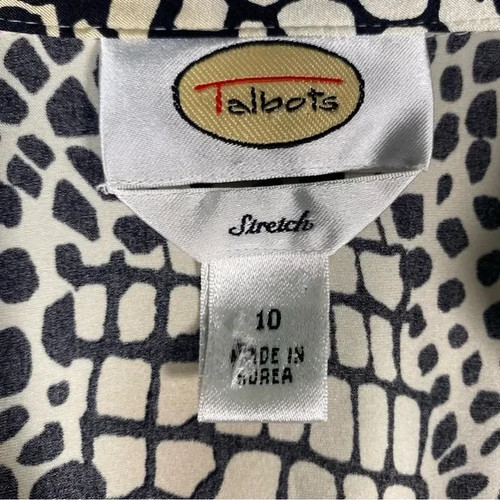 Talbots
Stretch
10
MADE IN
KOREA